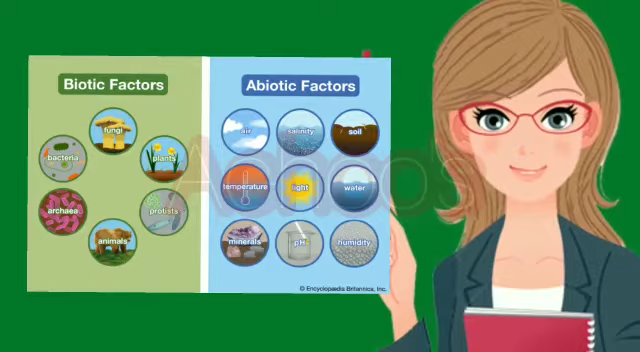 Biotic Factors
fungi
bacteria
plants
archaea
protists
animals
Abiotic Factors
air
salinity
soil
temperature
light
water
minerals
pH
humidity
© Encyclopædia Britannica, Inc.